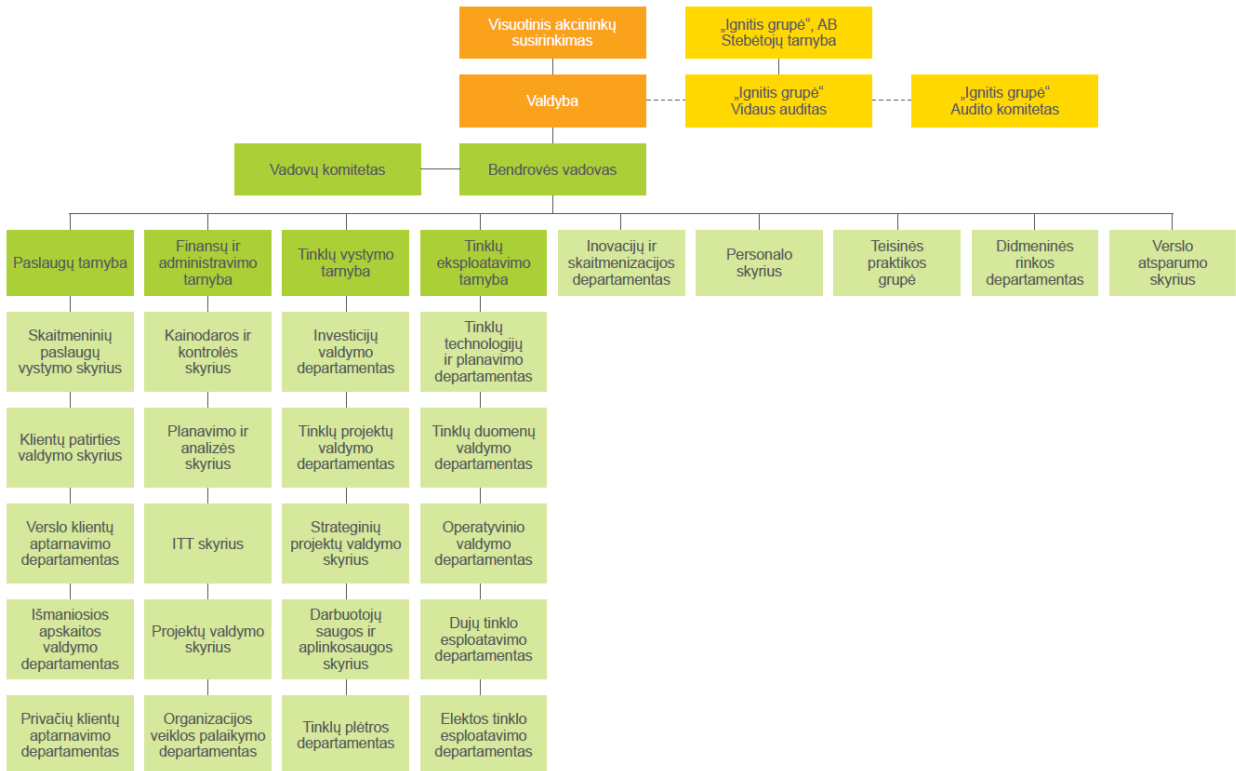 Visuotinis akcininkų
susirinkimas
„Ignitis grupė“, AB
Stebėtojų tarnyba
Valdyba
„Ignitis grupė“
Vidaus auditas
„Ignitis grupė“
Audito komitetas
Vadovų komitetas
Bendrovės vadovas
Paslaugų tarnyba
Finansų ir
administravimo
tarnyba
Tinklų vystymo
tarnyba
Tinklų
eksploatavimo
tarnyba
Inovacijų ir
skaitmenizacijos
departamentas
Personalo
skyrius
Teisinės
praktikos
grupė
Didmeninės
rinkos
departamentas
Verslo
atsparumo
skyrius
Skaitmeninių
paslaugų
vystymo skyrius
Kainodaros ir
kontrolės
skyrius
Investicijų
valdymo
departamentas
Tinklų
technologijų
ir planavimo
departamentas
Klientų patirties
valdymo skyrius
Planavimo ir
analizės
skyrius
Tinklų projektų
valdymo
departamentas
Tinklų duomenų
valdymo
departamentas
Verslo klientų
aptarnavimo
departamentas
ITT skyrius
Strateginių
projektų valdymo
skyrius
Operatyvinio
valdymo
departamentas
Išmaniosios
apskaitos
valdymo
departamentas
Projektų valdymo
skyrius
Darbuotojų
saugos ir
aplinkosaugos
skyrius
Dujų tinklo
esploatavimo
departamentas
Privačių klientų
aptarnavimo
departamentas
Organizacijos
veiklos palaikymo
departamentas
Tinklų plėtros
departamentas
Elektos tinklo
esploatavimo
departamentas